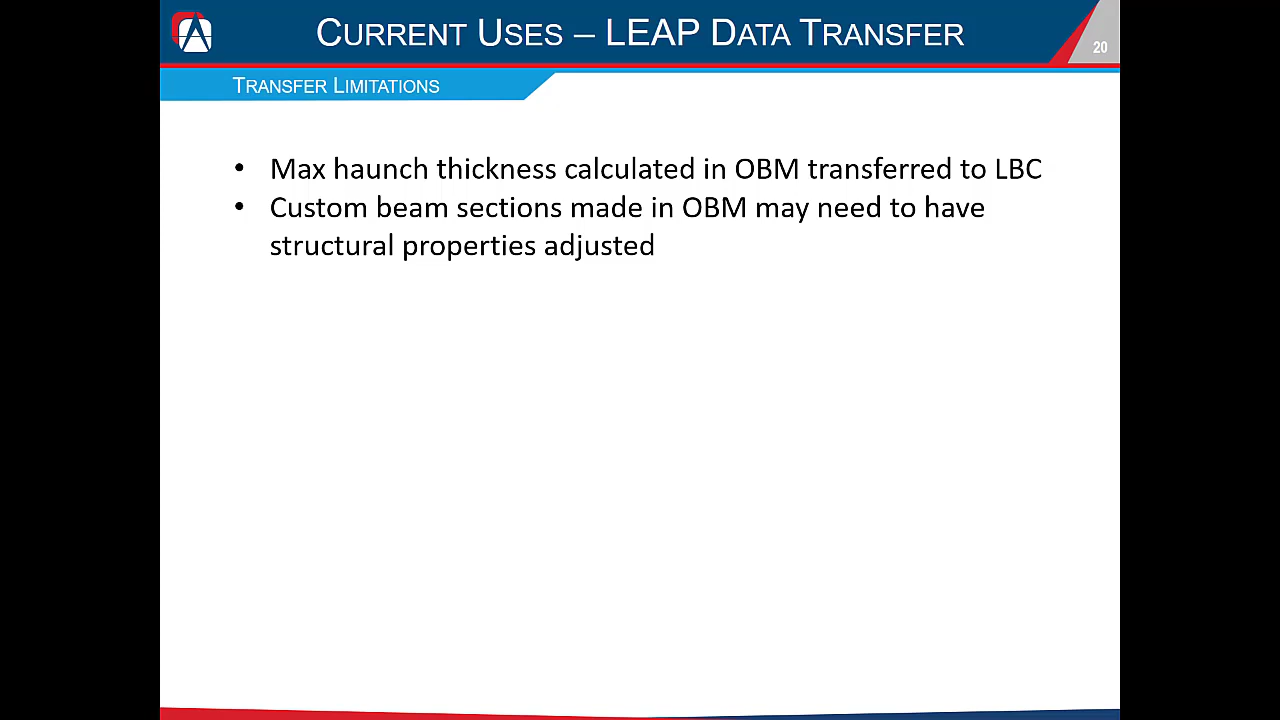 CURRENT USES – LEAP DATA TRANSFER
20
TRANSFER LIMITATIONS
• Max haunch thickness calculated in OBM transferred to LBC
• Custom beam sections made in OBM may need to have
structural properties adjusted